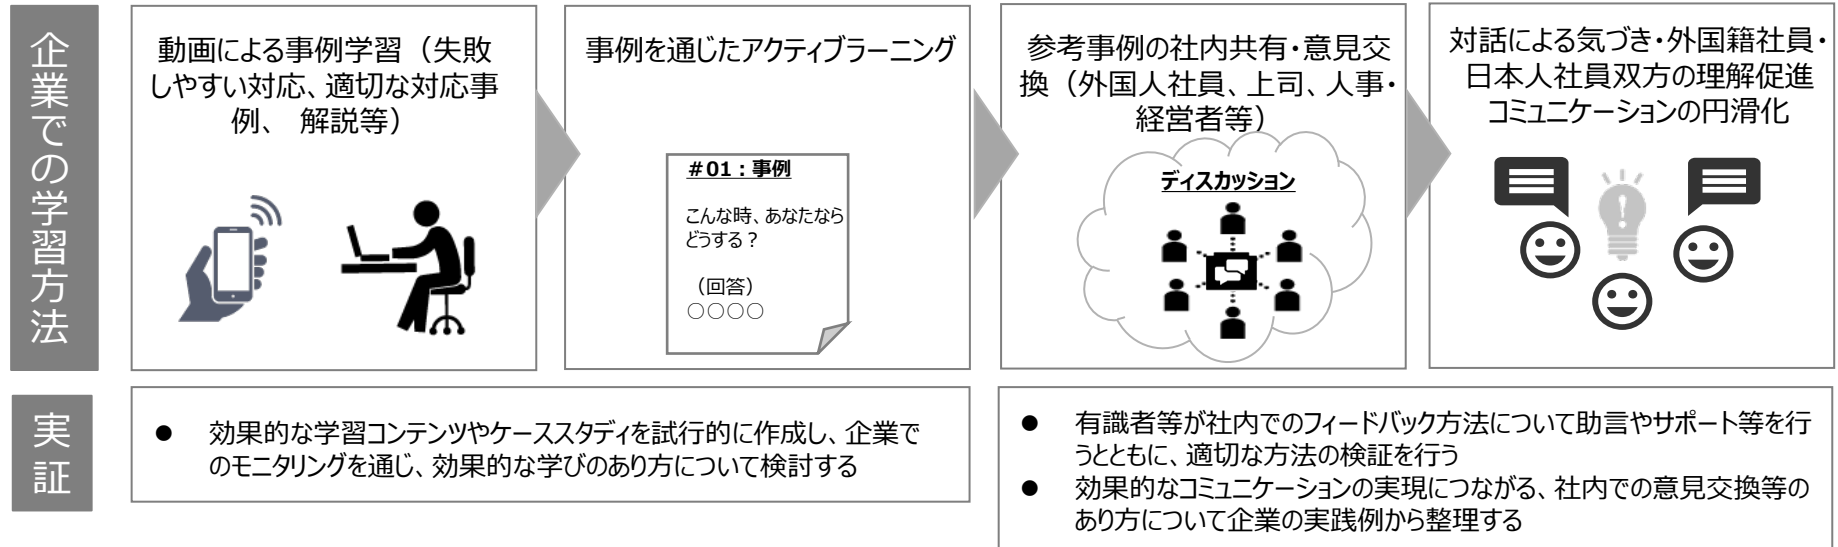 企業での学習方法
動画による事例学習（失敗
しやすい対応、適切な対応事
例、 解説等）
事例を通じたアクティブラーニング
＃01：事例
こんな時、あなたなら
どうする？
（回答）
○○○○
参考事例の社内共有・意見交
換（外国人社員、上司、人事・
経営者等）
ディスカッション
対話による気づき・外国籍社員・
日本人社員双方の理解促進
コミュニケーションの円滑化
実証
● 効果的な学習コンテンツやケーススタディを試行的に作成し、企業で
のモニタリングを通じ、効果的な学びのあり方について検討する
● 有識者等が社内でのフィードバック方法について助言やサポート等を行
うとともに、適切な方法の検証を行う
● 効果的なコミュニケーションの実現につながる、社内での意見交換等の
あり方について企業の実践例から整理する